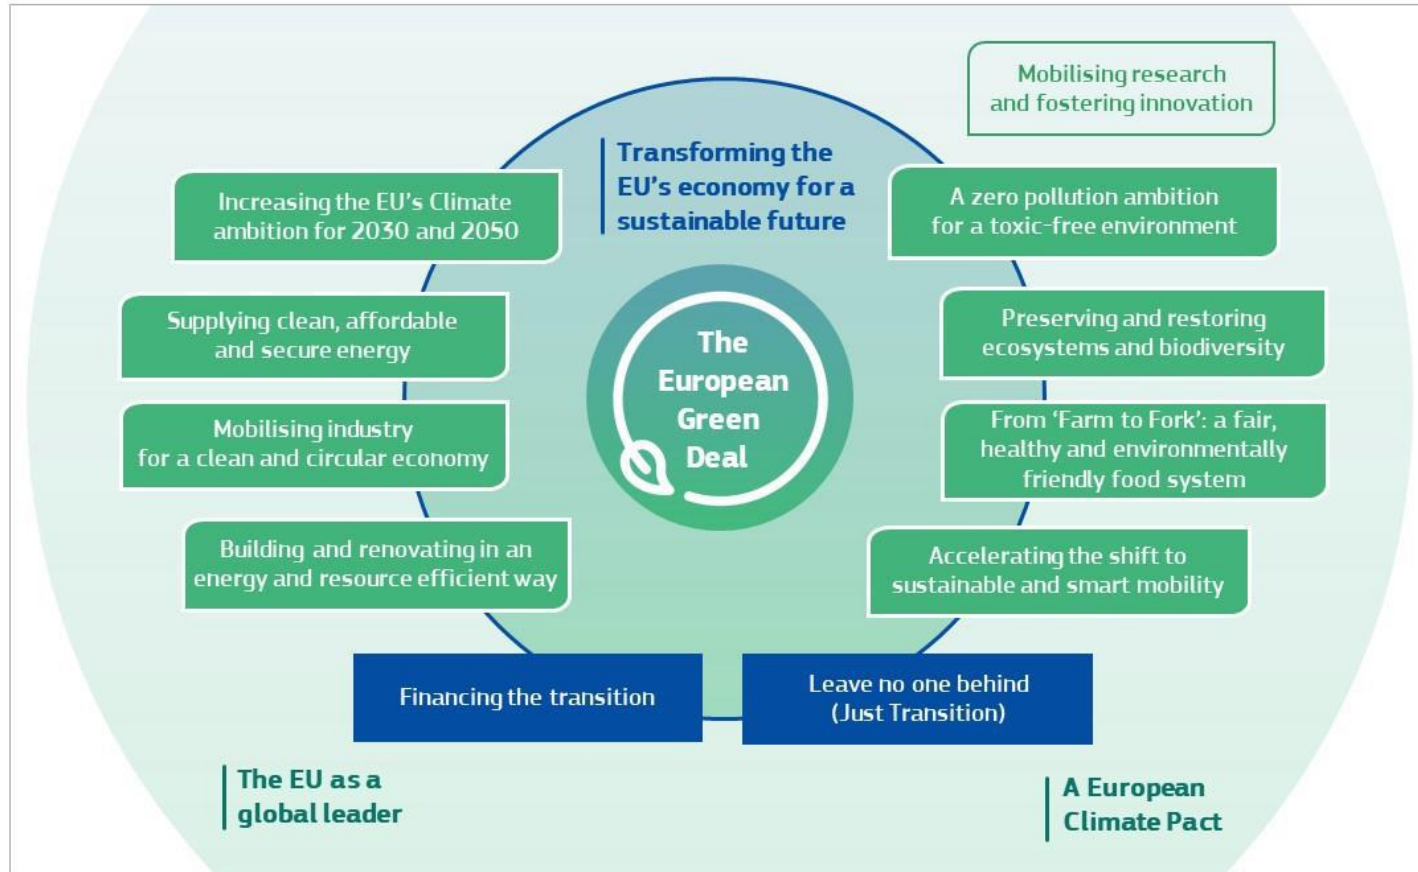 Mobilising research
and fostering innovation
Transforming the
EU's economy for a
sustainable future
Increasing the EU's Climate
ambition for 2030 and 2050
A zero pollution ambition
for a toxic-free environment
Supplying clean, affordable
and secure energy
Preserving and restoring
ecosystems and biodiversity
The
European
Green
Deal
Mobilising industry
for a clean and circular economy
From ‘Farm to Fork’: a fair,
healthy and environmentally
friendly food system
Building and renovating in an
energy and resource efficient way
Accelerating the shift to
sustainable and smart mobility
Financing the transition
Leave no one behind
(Just Transition)
The EU as a
global leader
A European
Climate Pact